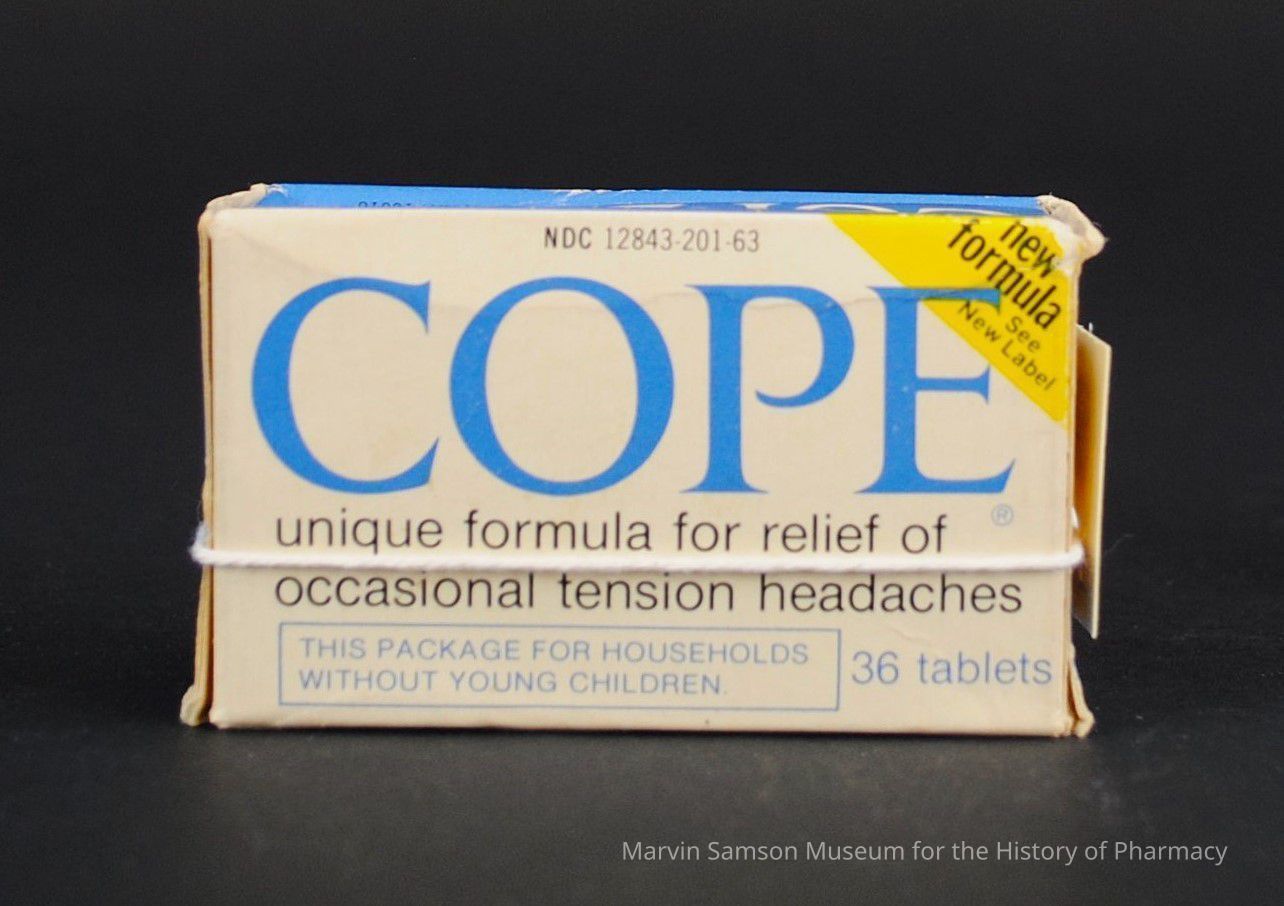 NDC 12843-201-63
new
formula
See
New Label
COPE
®
unique formula for relief of
occasional tension headaches
THIS PACKAGE FOR HOUSEHOLDS
WITHOUT YOUNG CHILDREN.
36 tablets
Marvin Samson Museum for the History of Pharmacy